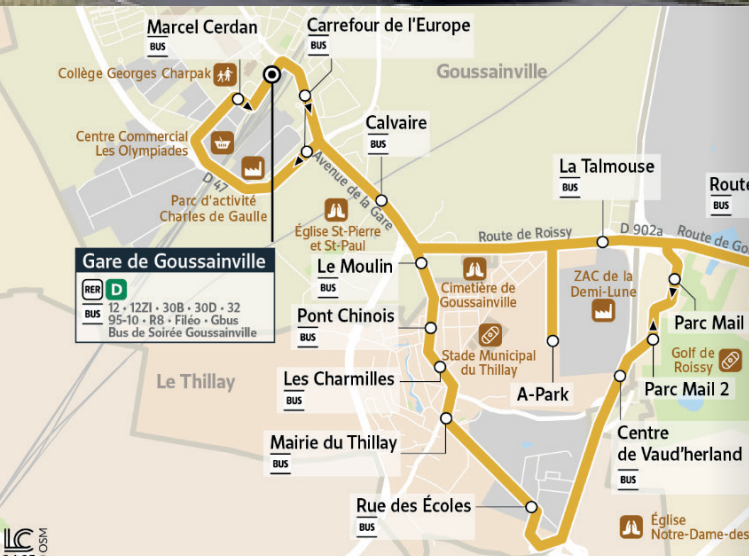 Marcel Cerdan
BUS
Carrefour de l'Europe
BUS
Collège Georges Charpak
Goussainville
Centre Commercial
Les Olympiades
Calvaire
BUS
D 47
Avenue de la Gare
Parc d'activité
Charles de Gaulle
La Talmouse
BUS
Route
BUS
Église St-Pierre
et St-Paul
Route de Roissy
D 902a
Route de Go
Gare de Goussainville
RER D
BUS
12 • 12ZI • 30B • 30D • 32
95-10 • R8 • Filéo • Gbus
Bus de Soirée Goussainville
Le Moulin
BUS
Cimetière de
Goussainville
ZAC de la
Demi-Lune
Pont Chinois
BUS
Parc Mail
Stade Municipal
du Thillay
Golf de
Roissy
Le Thillay
Les Charmilles
BUS
A-Park
Parc Mail 2
Mairie du Thillay
BUS
Centre
de Vaud'herland
BUS
Rue des Écoles
BUS
Église
Notre-Dame-des
LC
OSM